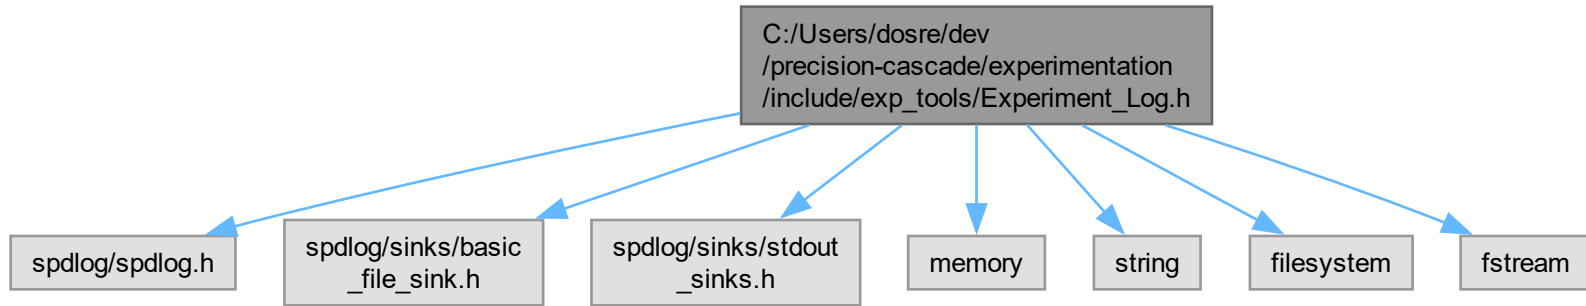 C:/Users/dosre/dev
/precision-cascade/experimentation
/include/exp_tools/Experiment_Log.h
spdlog/spdlog.h
spdlog/sinks/basic
_file_sink.h
spdlog/sinks/stdout
_sinks.h
memory
string
filesystem
fstream